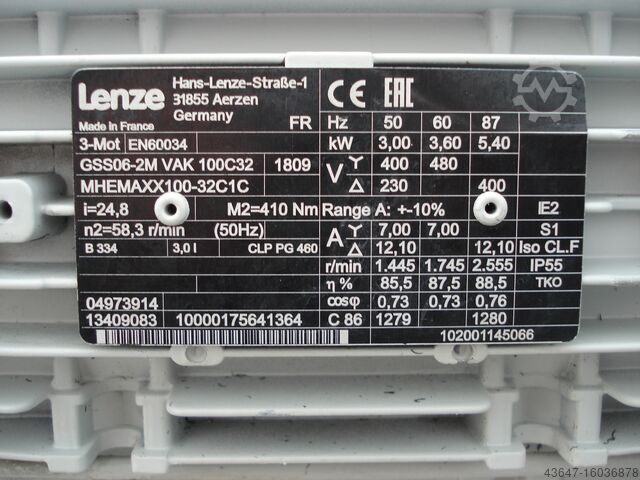 Lenze Hans-Lenze-Straße-1
31855 Aerzen
Germany
Made in France FR
3-Mot EN60034
GSS06-2M VAK 100C32 1809
MHEMAXX100-32C1C
i=24,8 M2=410 Nm
n2=58,3 r/min (50Hz)
B 334 3,0 l CLP PG 460
04973914
13409083 10000175641364 C 86
CE EAC
Hz 50 60 87
kW 3,00 3,60 5,40
V Y 400 480
Δ 230 400
Range A: +-10% IE2
A Y 7,00 7,00 S1
Δ 12,10 12,10 Iso CL.F
r/min 1.445 1.745 2.555 IP55
η % 85,5 87,5 88,5 TKO
cosφ 0,73 0,73 0,76
1279 1280
102001145066
MACHINESEEKER
43647-16036878